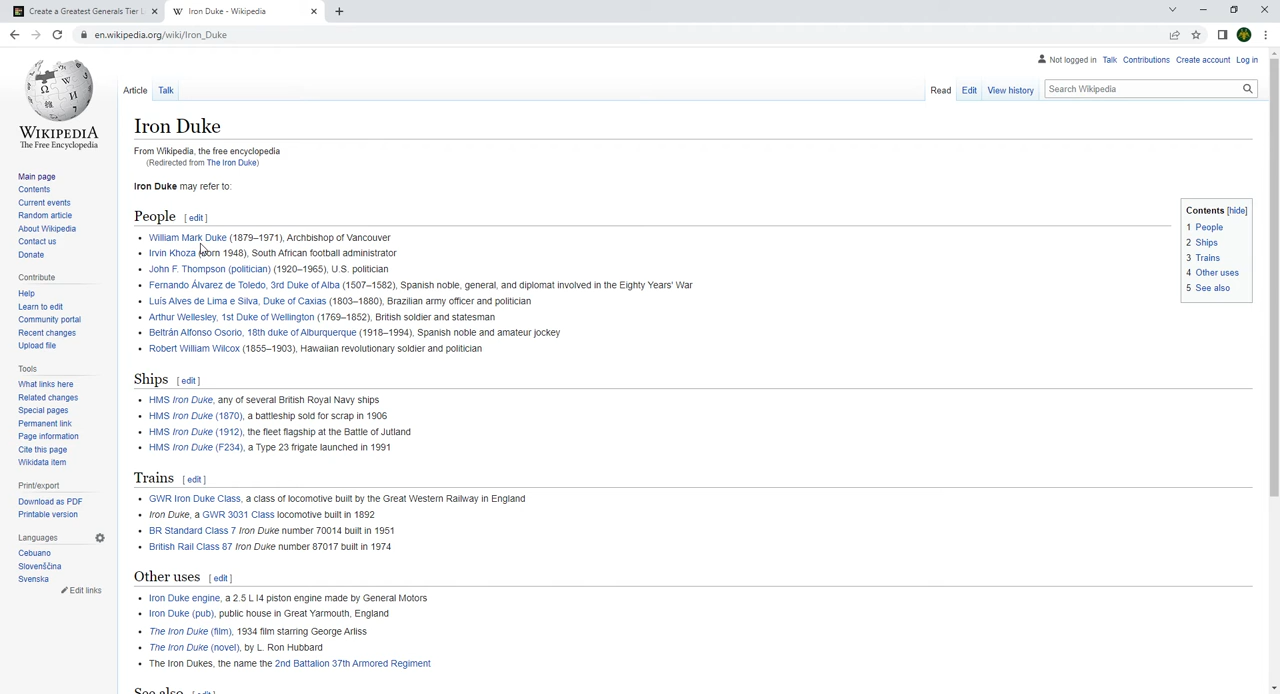 Create a Greatest Generals Tier L
Iron Duke - Wikipedia
en.wikipedia.org/wiki/Iron_Duke
Not logged in Talk Contributions Create account Log in
Article Talk Read Edit View history Search Wikipedia
WIKIPEDIA
The Free Encyclopedia
Main page
Contents
Current events
Random article
About Wikipedia
Contact us
Donate
Contribute
Help
Learn to edit
Community portal
Recent changes
Upload file
Tools
What links here
Related changes
Special pages
Permanent link
Page information
Cite this page
Wikidata item
Print/export
Download as PDF
Printable version
Languages
Cebuano
Slovenščina
Svenska
Edit links
Iron Duke
From Wikipedia, the free encyclopedia
(Redirected from The Iron Duke)
Iron Duke may refer to:
People [ edit ]
• William Mark Duke (1879–1971), Archbishop of Vancouver
• Irvin Khoza (born 1948), South African football administrator
• John F. Thompson (politician) (1920–1965), U.S. politician
• Fernando Álvarez de Toledo, 3rd Duke of Alba (1507–1582), Spanish noble, general, and diplomat involved in the Eighty Years' War
• Luís Alves de Lima e Silva, Duke of Caxias (1803–1880), Brazilian army officer and politician
• Arthur Wellesley, 1st Duke of Wellington (1769–1852), British soldier and statesman
• Beltrán Alfonso Osorio, 18th duke of Alburquerque (1918–1994), Spanish noble and amateur jockey
• Robert William Wilcox (1855–1903), Hawaiian revolutionary soldier and politician
Ships [ edit ]
• HMS Iron Duke, any of several British Royal Navy ships
• HMS Iron Duke (1870), a battleship sold for scrap in 1906
• HMS Iron Duke (1912), the fleet flagship at the Battle of Jutland
• HMS Iron Duke (F234), a Type 23 frigate launched in 1991
Trains [ edit ]
• GWR Iron Duke Class, a class of locomotive built by the Great Western Railway in England
• Iron Duke, a GWR 3031 Class locomotive built in 1892
• BR Standard Class 7 Iron Duke number 70014 built in 1951
• British Rail Class 87 Iron Duke number 87017 built in 1974
Other uses [ edit ]
• Iron Duke engine, a 2.5 L I4 piston engine made by General Motors
• Iron Duke (pub), public house in Great Yarmouth, England
• The Iron Duke (film), 1934 film starring George Arliss
• The Iron Duke (novel), by L. Ron Hubbard
• The Iron Dukes, the name the 2nd Battalion 37th Armored Regiment
See also [ edit ]
Contents [hide]
1 People
2 Ships
3 Trains
4 Other uses
5 See also